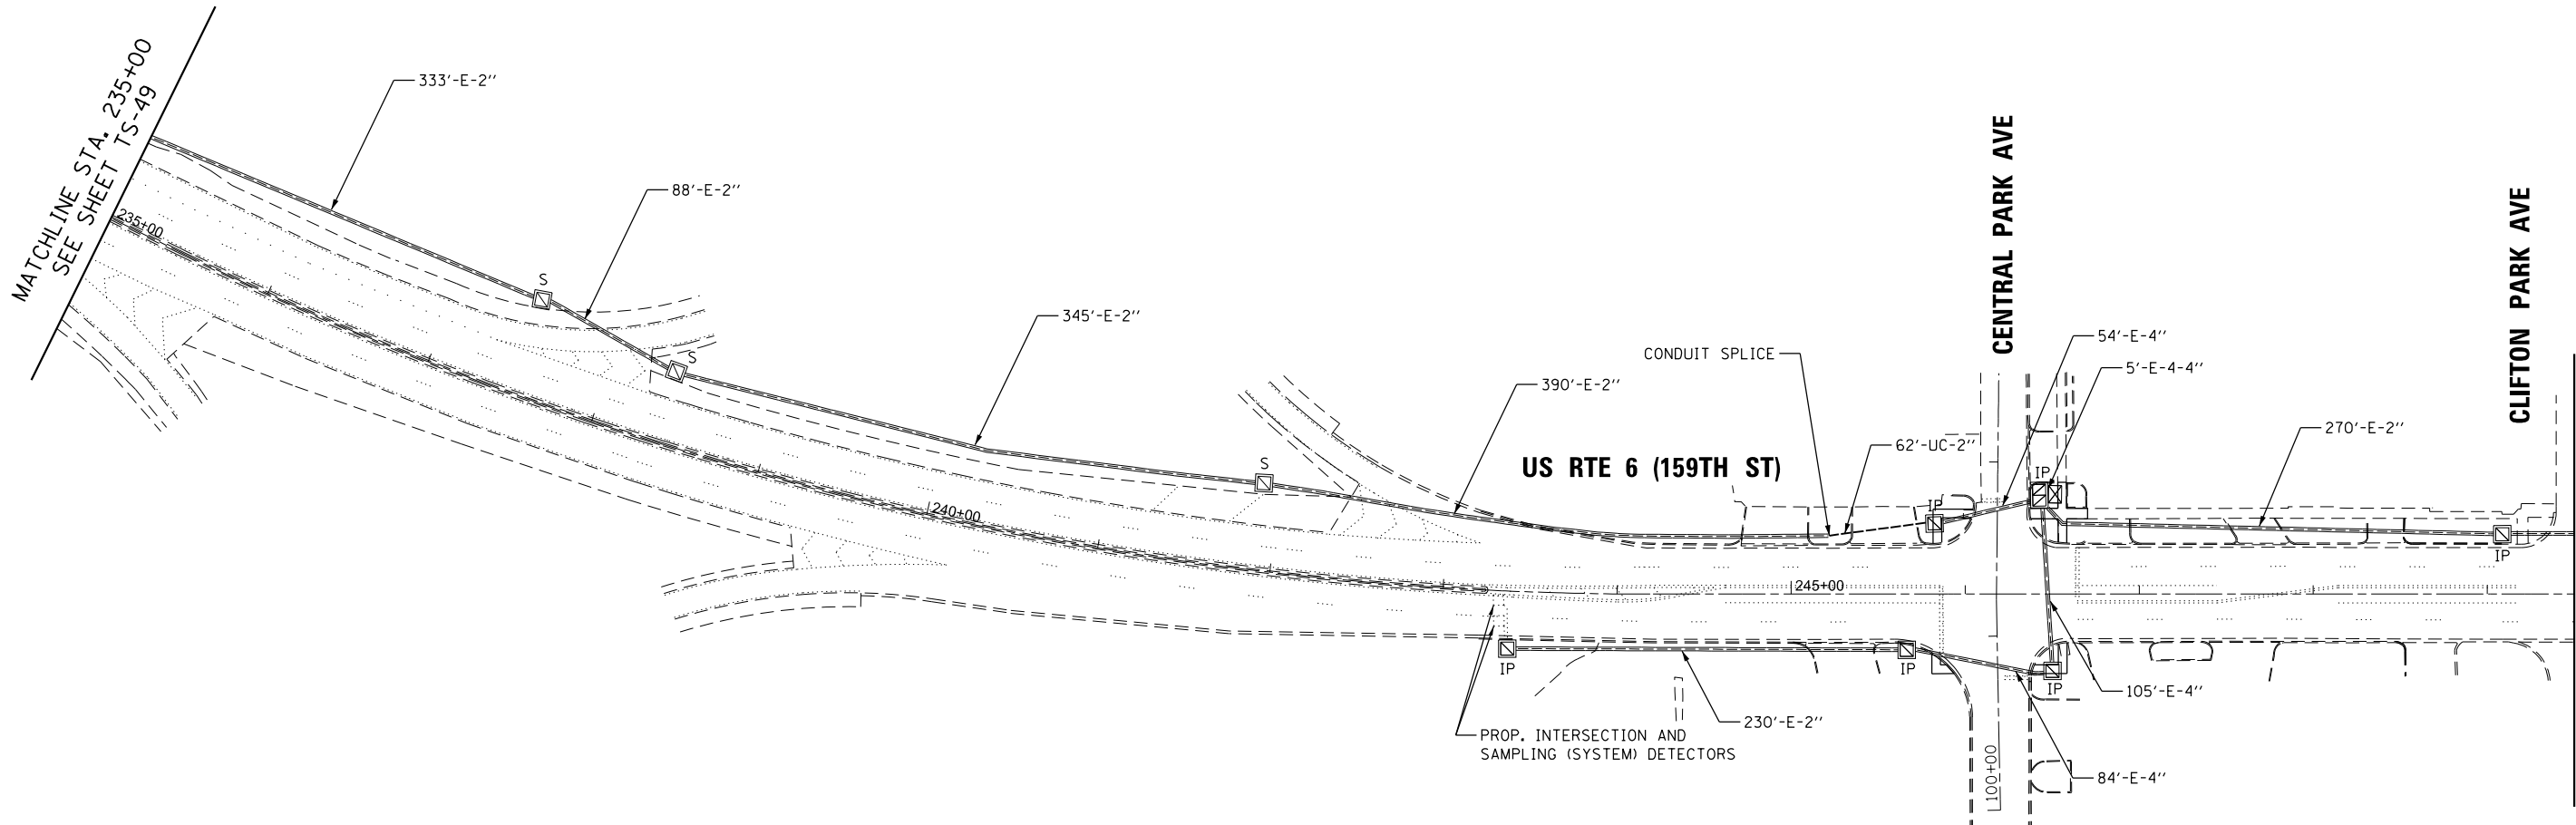 MATCHLINE STA. 235+00
SEE SHEET TS-49
235+00
333'-E-2''
S
88'-E-2''
S
345'-E-2''
240+00
S
390'-E-2''
CONDUIT SPLICE
US RTE 6 (159TH ST)
62'-UC-2''
IP
CENTRAL PARK AVE
54'-E-4''
5'-E-4-4''
IP
270'-E-2''
CLIFTON PARK AVE
IP
245+00
IP
IP
IP
230'-E-2''
PROP. INTERSECTION AND
SAMPLING (SYSTEM) DETECTORS
105'-E-4''
84'-E-4''
100+00